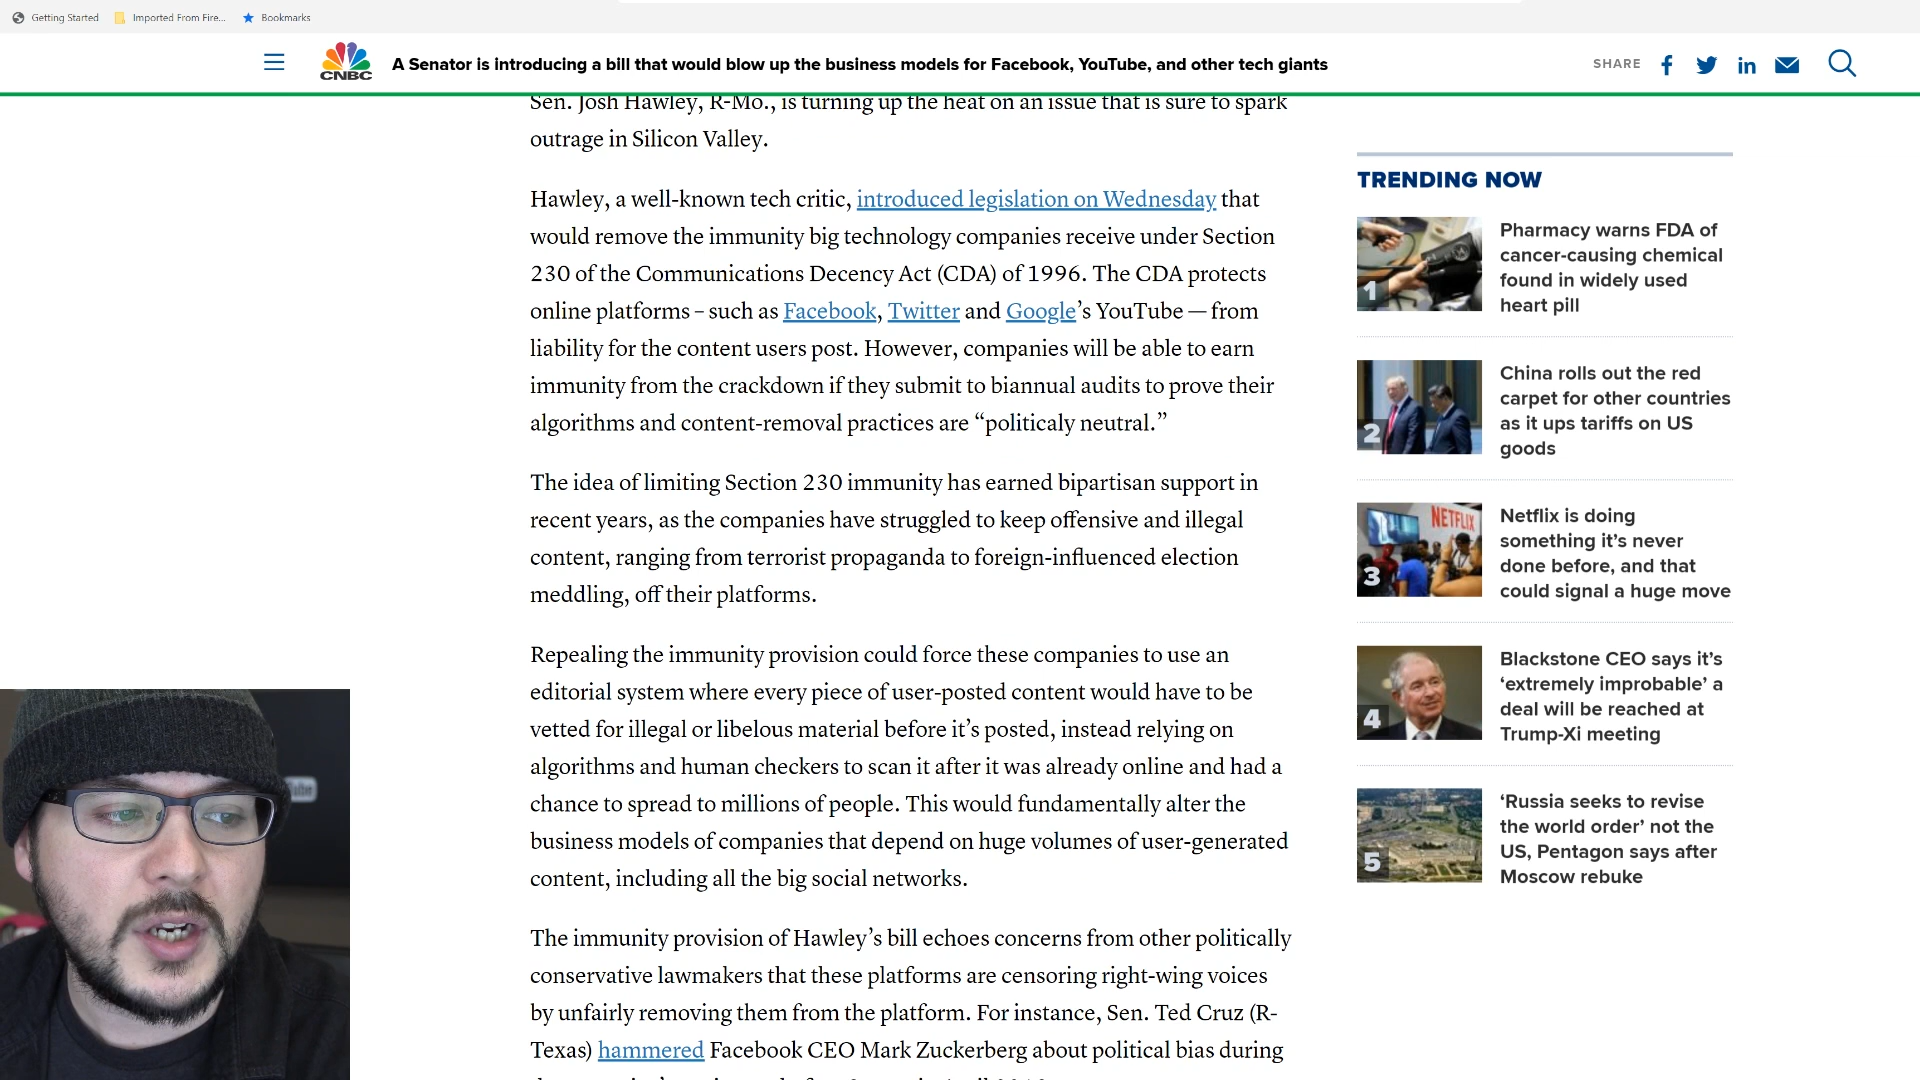 Getting Started
Imported From Fire...
Bookmarks
CNBC
A Senator is introducing a bill that would blow up the business models for Facebook, YouTube, and other tech giants
SHARE
Sen. Josh Hawley, R-Mo., is turning up the heat on an issue that is sure to spark
outrage in Silicon Valley.
Hawley, a well-known tech critic, introduced legislation on Wednesday that
would remove the immunity big technology companies receive under Section
230 of the Communications Decency Act (CDA) of 1996. The CDA protects
online platforms – such as Facebook, Twitter and Google’s YouTube — from
liability for the content users post. However, companies will be able to earn
immunity from the crackdown if they submit to biannual audits to prove their
algorithms and content-removal practices are “politicaly neutral.”
The idea of limiting Section 230 immunity has earned bipartisan support in
recent years, as the companies have struggled to keep offensive and illegal
content, ranging from terrorist propaganda to foreign-influenced election
meddling, off their platforms.
Repealing the immunity provision could force these companies to use an
editorial system where every piece of user-posted content would have to be
vetted for illegal or libelous material before it’s posted, instead relying on
algorithms and human checkers to scan it after it was already online and had a
chance to spread to millions of people. This would fundamentally alter the
business models of companies that depend on huge volumes of user-generated
content, including all the big social networks.
The immunity provision of Hawley’s bill echoes concerns from other politically
conservative lawmakers that these platforms are censoring right-wing voices
by unfairly removing them from the platform. For instance, Sen. Ted Cruz (R-
Texas) hammered Facebook CEO Mark Zuckerberg about political bias during
TRENDING NOW
1
Pharmacy warns FDA of
cancer-causing chemical
found in widely used
heart pill
2
China rolls out the red
carpet for other countries
as it ups tariffs on US
goods
NETFLIX
3
Netflix is doing
something it’s never
done before, and that
could signal a huge move
4
Blackstone CEO says it’s
‘extremely improbable’ a
deal will be reached at
Trump-Xi meeting
5
‘Russia seeks to revise
the world order’ not the
US, Pentagon says after
Moscow rebuke